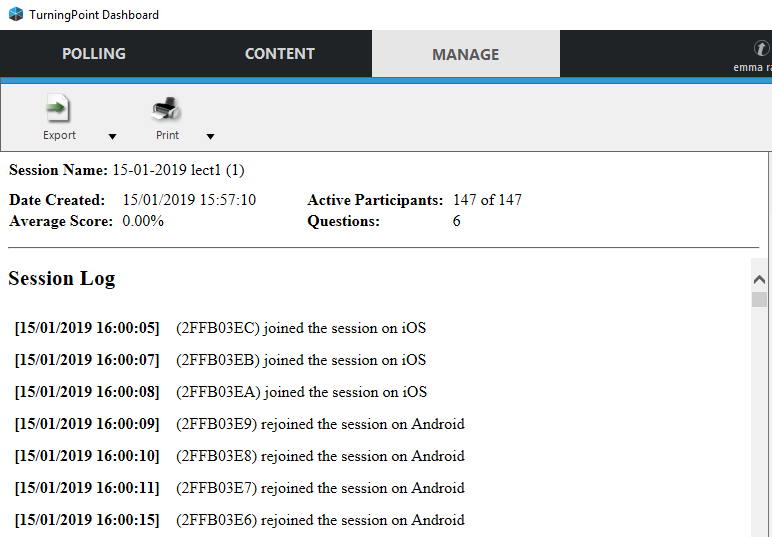 TurningPoint Dashboard
POLLING CONTENT MANAGE
emma
Export Print
Session Name: 15-01-2019 lect1 (1)
Date Created: 15/01/2019 15:57:10 Active Participants: 147 of 147
Average Score: 0.00% Questions: 6
Session Log
[15/01/2019 16:00:05] (2FFB03EC) joined the session on iOS
[15/01/2019 16:00:07] (2FFB03EB) joined the session on iOS
[15/01/2019 16:00:08] (2FFB03EA) joined the session on iOS
[15/01/2019 16:00:09] (2FFB03E9) rejoined the session on Android
[15/01/2019 16:00:10] (2FFB03E8) rejoined the session on Android
[15/01/2019 16:00:11] (2FFB03E7) rejoined the session on Android
[15/01/2019 16:00:15] (2FFB03E6) rejoined the session on Android